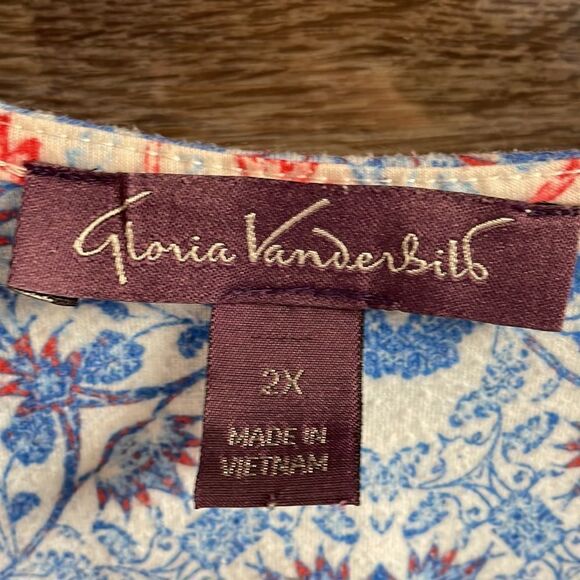 Gloria Vanderbilt
2X
MADE IN
VIETNAM